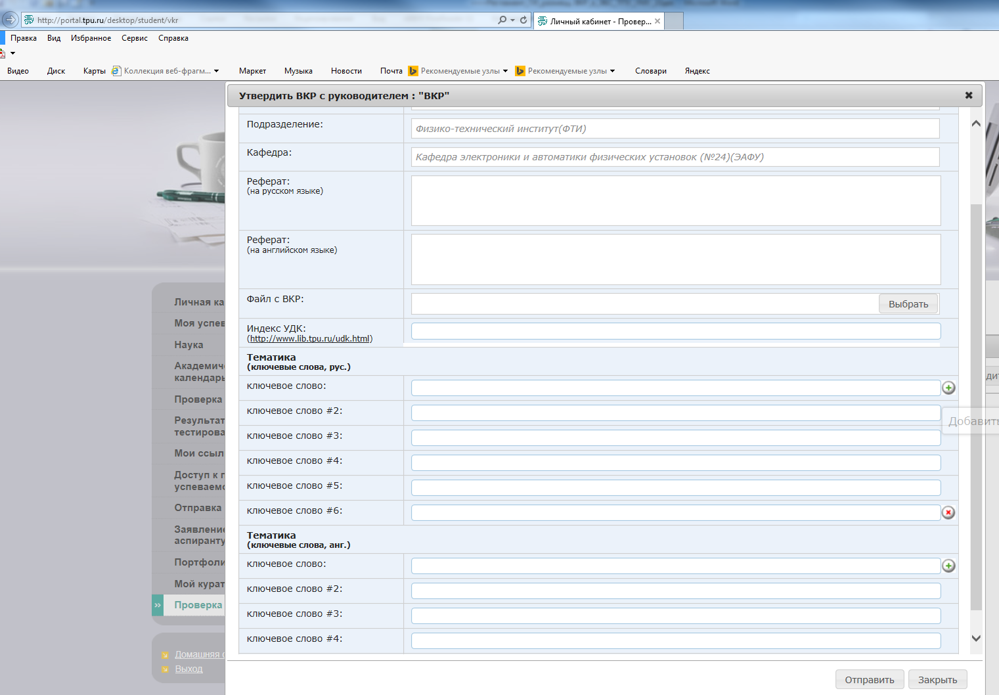 http://portal.tpu.ru/desktop/student/vkr
Личный кабинет - Провер...
Правка Вид Избранное Сервис Справка
Видео Диск Карты Коллекция веб-фрагм... Маркет Музыка Новости Почта Рекомендуемые узлы Рекомендуемые узлы Словари Яндекс
Утвердить ВКР с руководителем : "ВКР"
Подразделение: Физико-технический институт(ФТИ)
Кафедра: Кафедра электроники и автоматики физических установок (№24)(ЭАФУ)
Реферат:
(на русском языке)
Реферат:
(на английском языке)
Файл с ВКР: Выбрать
Индекс УДК:
(http://www.lib.tpu.ru/udk.html)
Тематика
(ключевые слова, рус.)
ключевое слово:
ключевое слово #2:
Добавить
ключевое слово #3:
ключевое слово #4:
ключевое слово #5:
ключевое слово #6:
Тематика
(ключевые слова, анг.)
ключевое слово:
ключевое слово #2:
ключевое слово #3:
ключевое слово #4:
Отправить Закрыть
Личная ка
Моя успев
Наука
Академич
календарь
Проверка
Результат
тестирова
Мои ссыл
Доступ к п
успеваемо
Отправка
Заявление
аспиранту
Портфоли
Мой курат
Проверка
Домашняя с
Выход